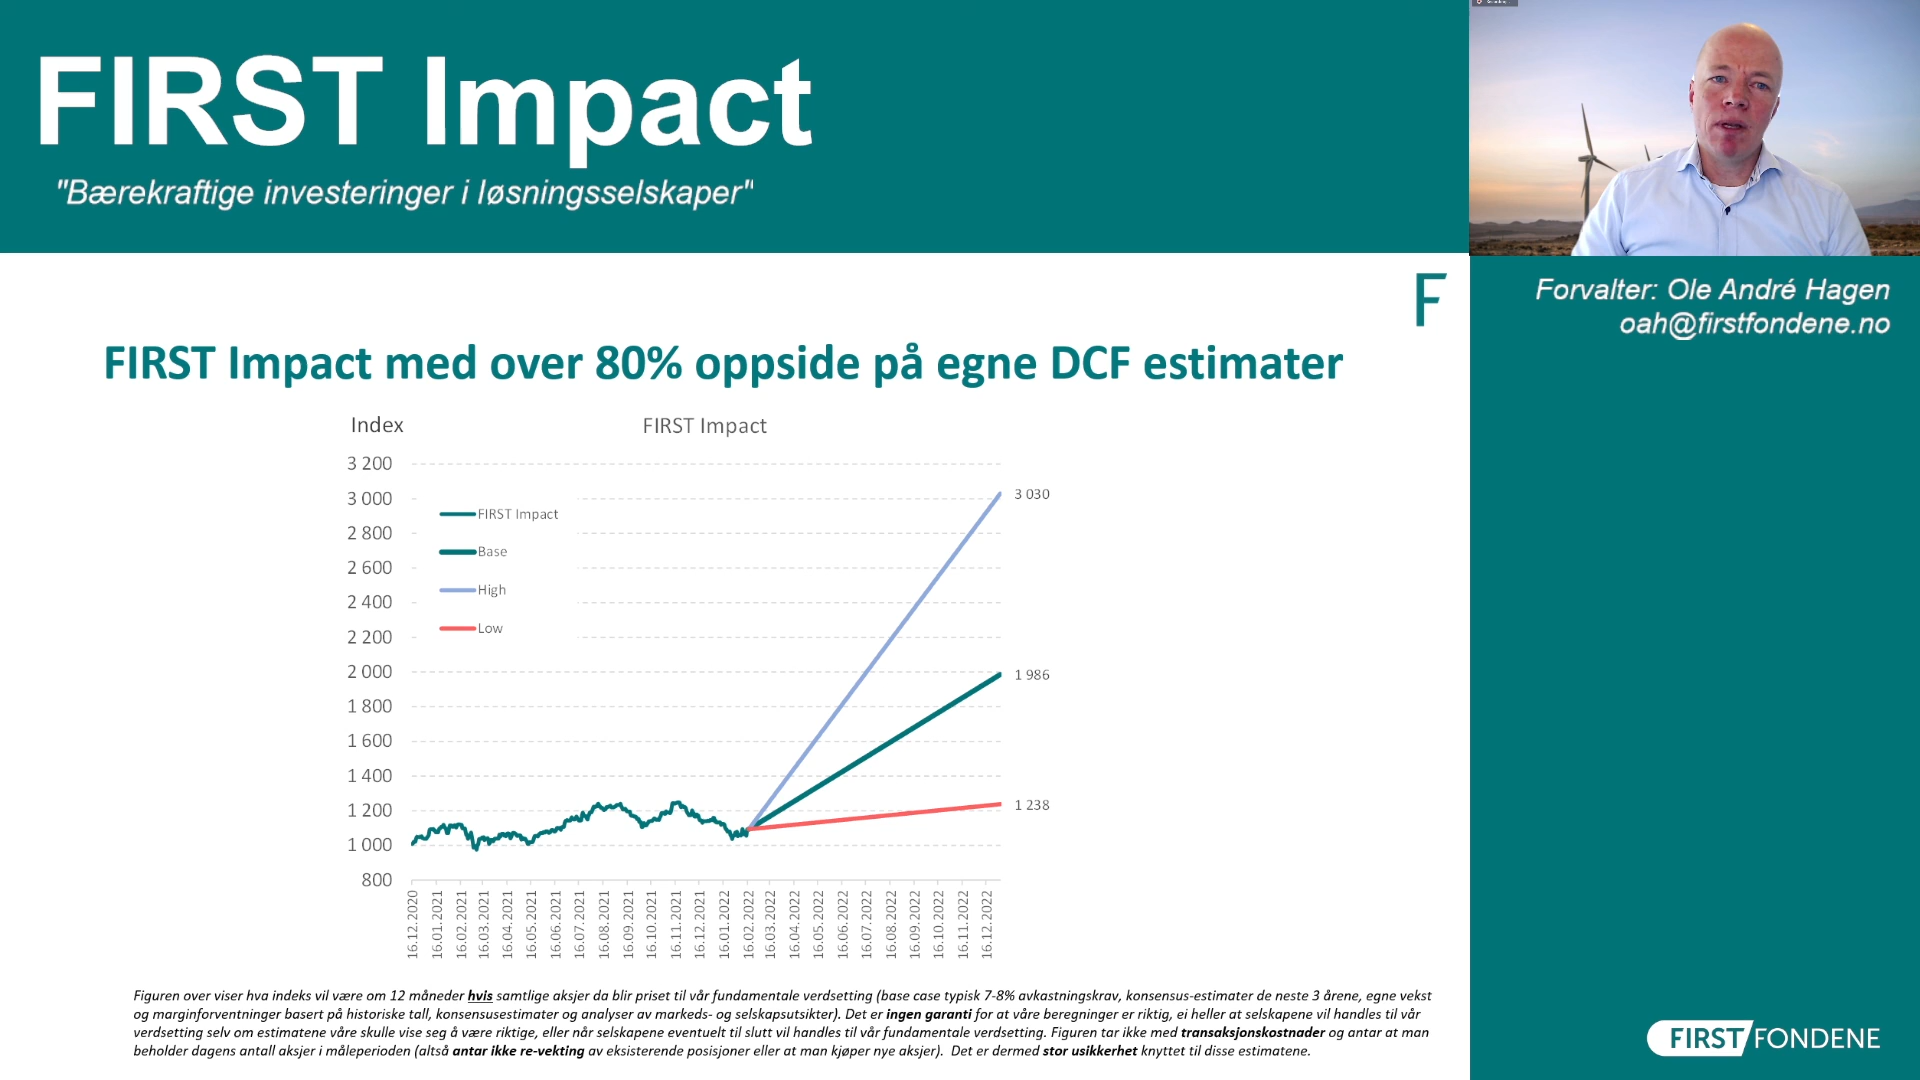 FIRST Impact
"Bærekraftige investeringer i løsningsselskaper"
Forvalter: Ole André Hagen
oah@firstfondene.no
F
FIRST Impact med over 80% oppside på egne DCF estimater
Index
FIRST Impact
3 200
3 000
2 800
2 600
2 400
2 200
2 000
1 800
1 600
1 400
1 200
1 000
800
FIRST Impact
Base
High
Low
3 030
1 986
1 238
16.12.2020
16.01.2021
16.02.2021
16.03.2021
16.04.2021
16.05.2021
16.06.2021
16.07.2021
16.08.2021
16.09.2021
16.10.2021
16.11.2021
16.12.2021
16.01.2022
16.02.2022
16.03.2022
16.04.2022
16.05.2022
16.06.2022
16.07.2022
16.08.2022
16.09.2022
16.10.2022
16.11.2022
16.12.2022
Figuren over viser hva indeks vil være om 12 måneder hvis samtlige aksjer da blir priset til vår fundamentale verdsetting (base case typisk 7-8% avkastningskrav, konsensus-estimater de neste 3 årene, egne vekst
og marginforventninger basert på historiske tall, konsensusestimater og analyser av markeds- og selskapsutsikter). Det er ingen garanti for at våre beregninger er riktig, ei heller at selskapene vil handles til vår
verdsetting selv om estimatene våre skulle vise seg å være riktige, eller når selskapene eventuelt til slutt vil handles til vår fundamentale verdsetting. Figuren tar ikke med transaksjonskostnader og antar at man
beholder dagens antall aksjer i måleperioden (altså antar ikke re-vekting av eksisterende posisjoner eller at man kjøper nye aksjer). Det er dermed stor usikkerhet knyttet til disse estimatene.
FIRST FONDENE